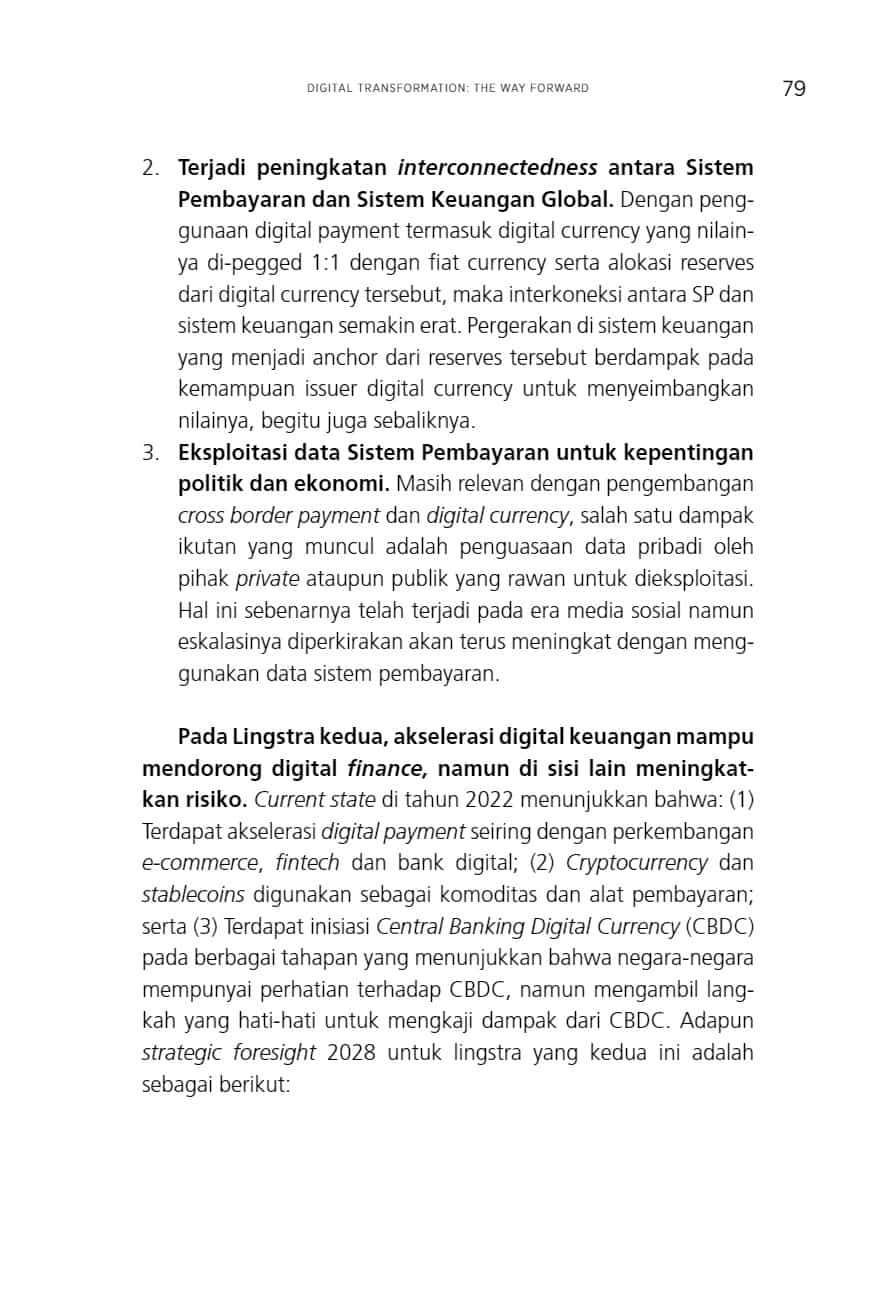 DIGITAL TRANSFORMATION: THE WAY FORWARD
79
2. Terjadi peningkatan interconnectedness antara Sistem
Pembayaran dan Sistem Keuangan Global. Dengan peng-
gunaan digital payment termasuk digital currency yang nilain-
ya di-pegged 1:1 dengan fiat currency serta alokasi reserves
dari digital currency tersebut, maka interkoneksi antara SP dan
sistem keuangan semakin erat. Pergerakan di sistem keuangan
yang menjadi anchor dari reserves tersebut berdampak pada
kemampuan issuer digital currency untuk menyeimbangkan
nilainya, begitu juga sebaliknya.
3. Eksploitasi data Sistem Pembayaran untuk kepentingan
politik dan ekonomi. Masih relevan dengan pengembangan
cross border payment dan digital currency, salah satu dampak
ikutan yang muncul adalah penguasaan data pribadi oleh
pihak private ataupun publik yang rawan untuk dieksploitasi.
Hal ini sebenarnya telah terjadi pada era media sosial namun
eskalasinya diperkirakan akan terus meningkat dengan meng-
gunakan data sistem pembayaran.
Pada Lingstra kedua, akselerasi digital keuangan mampu
mendorong digital finance, namun di sisi lain meningkat-
kan risiko. Current state di tahun 2022 menunjukkan bahwa: (1)
Terdapat akselerasi digital payment seiring dengan perkembangan
e-commerce, fintech dan bank digital; (2) Cryptocurrency dan
stablecoins digunakan sebagai komoditas dan alat pembayaran;
serta (3) Terdapat inisiasi Central Banking Digital Currency (CBDC)
pada berbagai tahapan yang menunjukkan bahwa negara-negara
mempunyai perhatian terhadap CBDC, namun mengambil lang-
kah yang hati-hati untuk mengkaji dampak dari CBDC. Adapun
strategic foresight 2028 untuk lingstra yang kedua ini adalah
sebagai berikut: